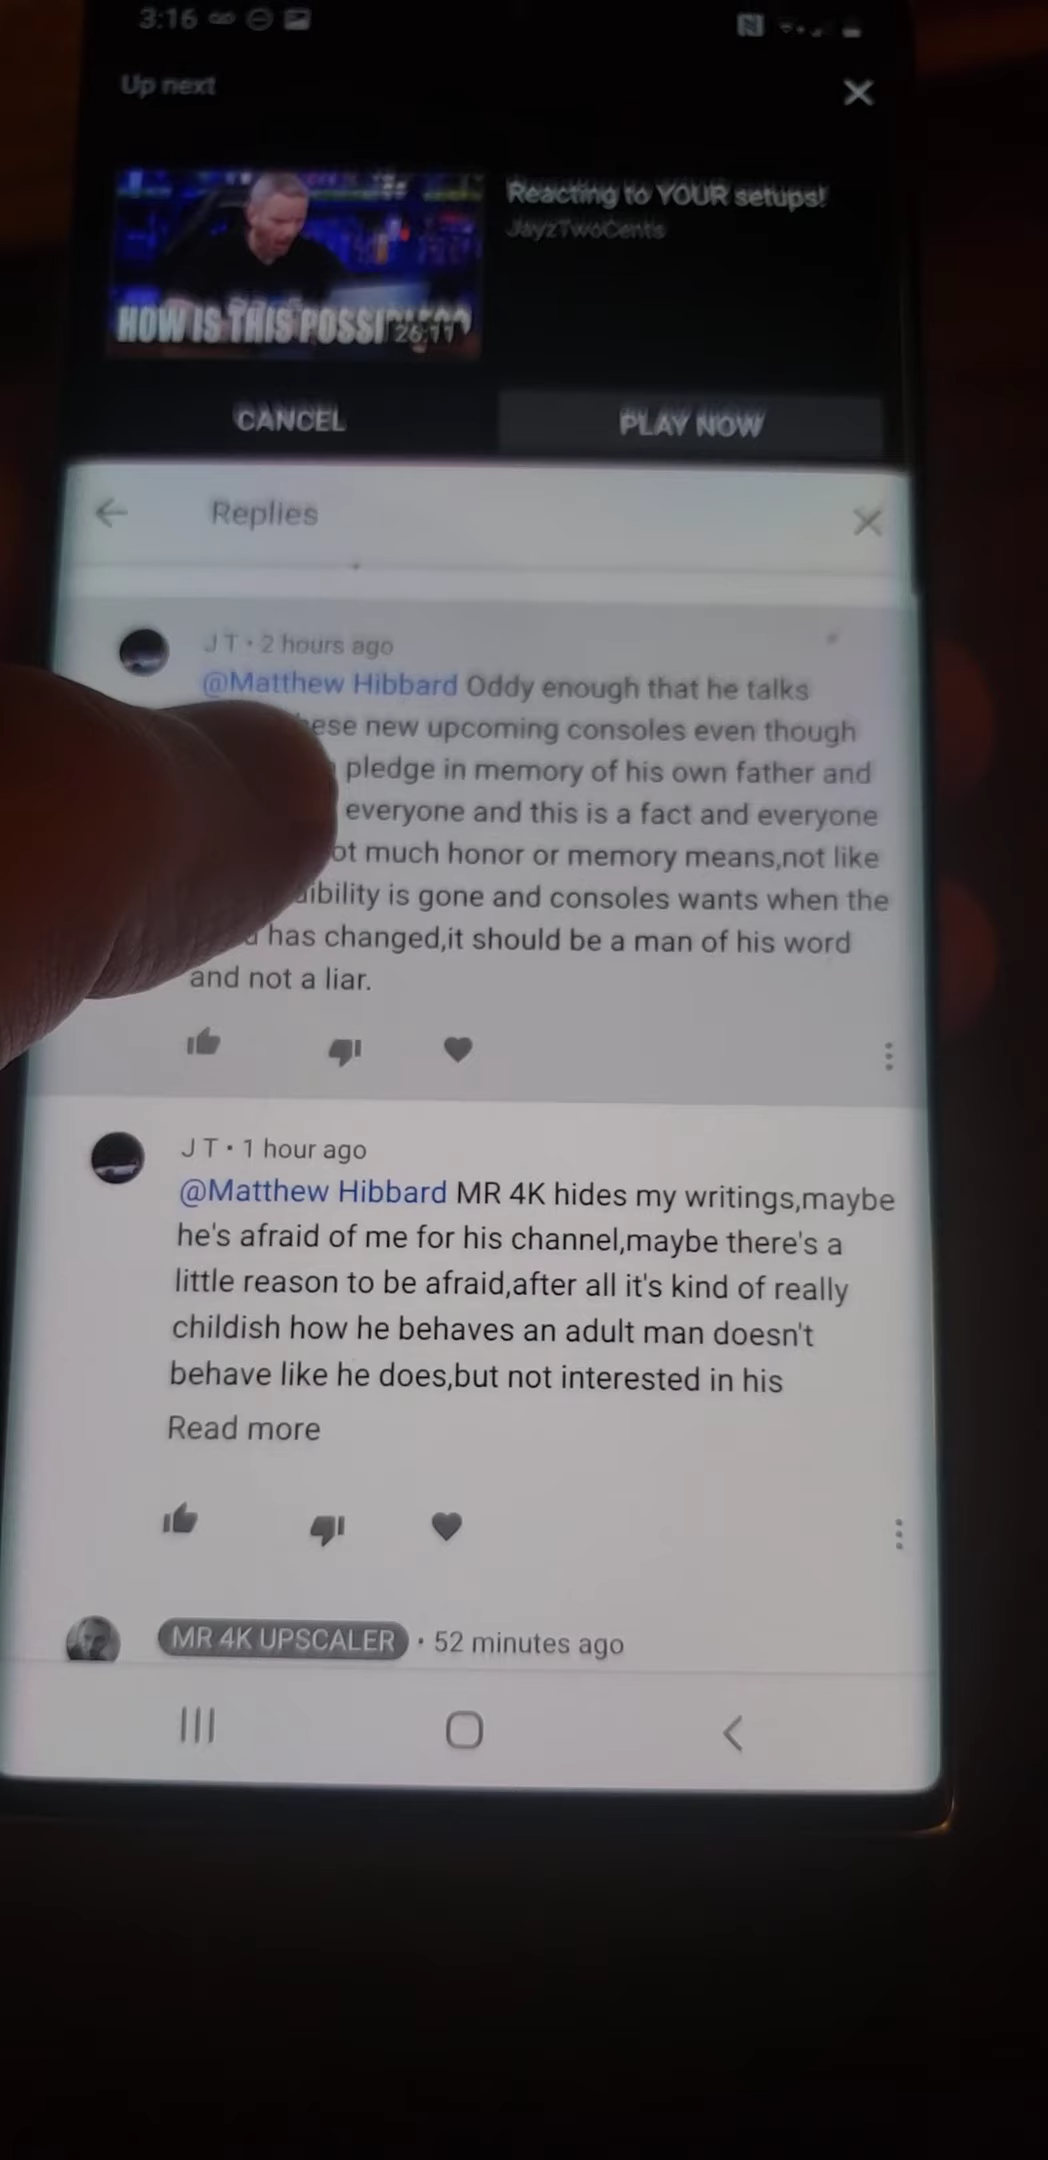 3:16
Up next
Reacting to YOUR setups!
JayzTwoCents
HOW IS THIS
26:11
CANCEL
PLAY NOW
Replies
J T · 2 hours ago
@Matthew Hibbard Oddy enough that he talks
new upcoming consoles even though
pledge in memory of his own father and
everyone and this is a fact and everyone
much honor or memory means,not like
is gone and consoles wants when the
has changed,it should be a man of his word
and not a liar.
J T · 1 hour ago
@Matthew Hibbard MR 4K hides my writings,maybe
he's afraid of me for his channel,maybe there's a
little reason to be afraid,after all it's kind of really
childish how he behaves an adult man doesn't
behave like he does,but not interested in his
Read more
MR 4K UPSCALER · 52 minutes ago